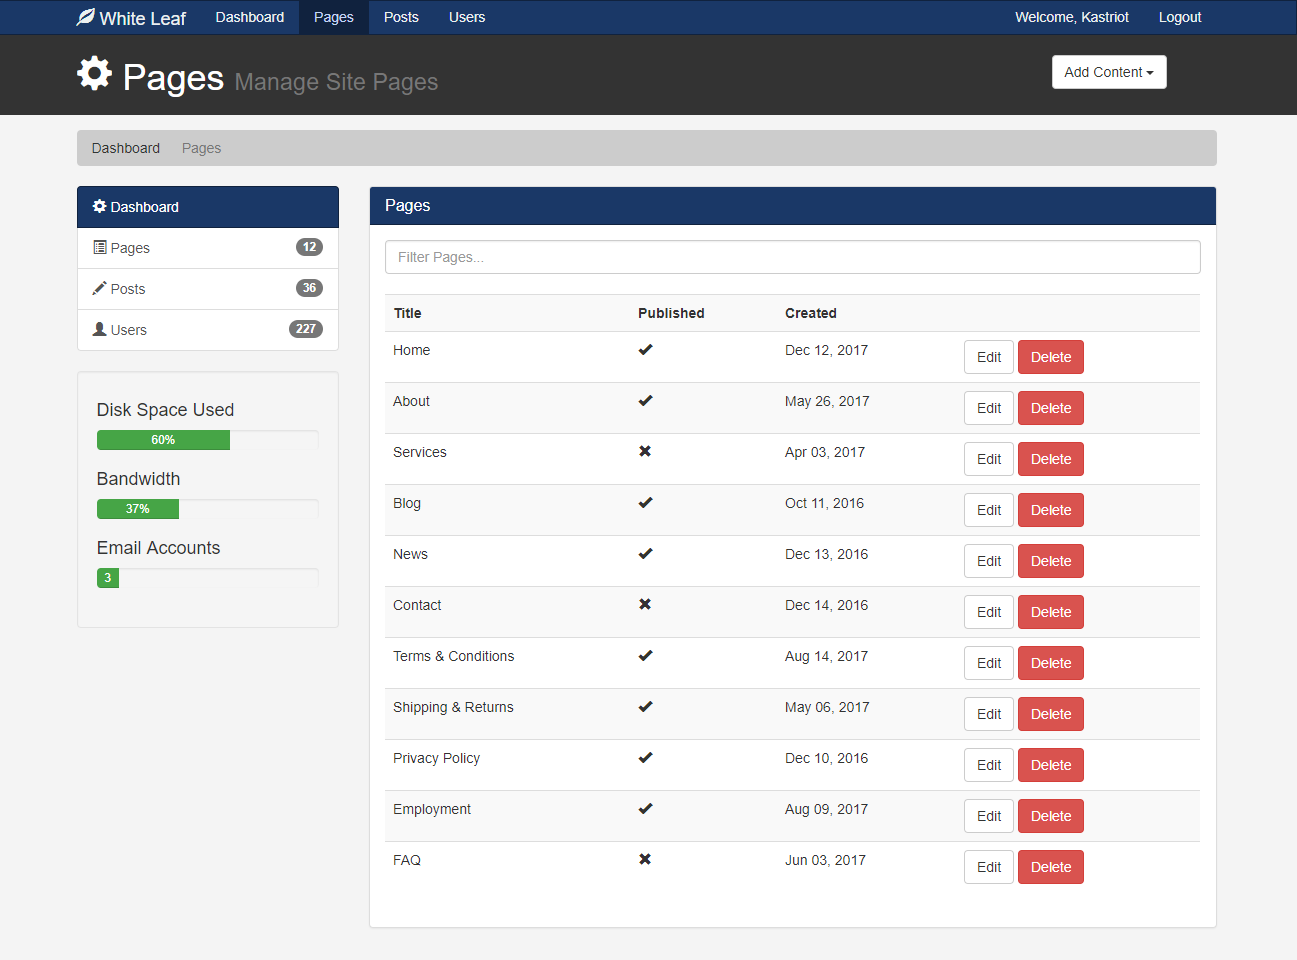 White Leaf Dashboard Pages Posts Users Welcome, Kastriot Logout
Pages Manage Site Pages Add Content
Dashboard Pages
Dashboard
Pages 12
Posts 36
Users 227
Disk Space Used
60%
Bandwidth
37%
Email Accounts
3
Pages
Filter Pages...
Title Published Created
Home Dec 12, 2017 Edit Delete
About May 26, 2017 Edit Delete
Services Apr 03, 2017 Edit Delete
Blog Oct 11, 2016 Edit Delete
News Dec 13, 2016 Edit Delete
Contact Dec 14, 2016 Edit Delete
Terms & Conditions Aug 14, 2017 Edit Delete
Shipping & Returns May 06, 2017 Edit Delete
Privacy Policy Dec 10, 2016 Edit Delete
Employment Aug 09, 2017 Edit Delete
FAQ Jun 03, 2017 Edit Delete